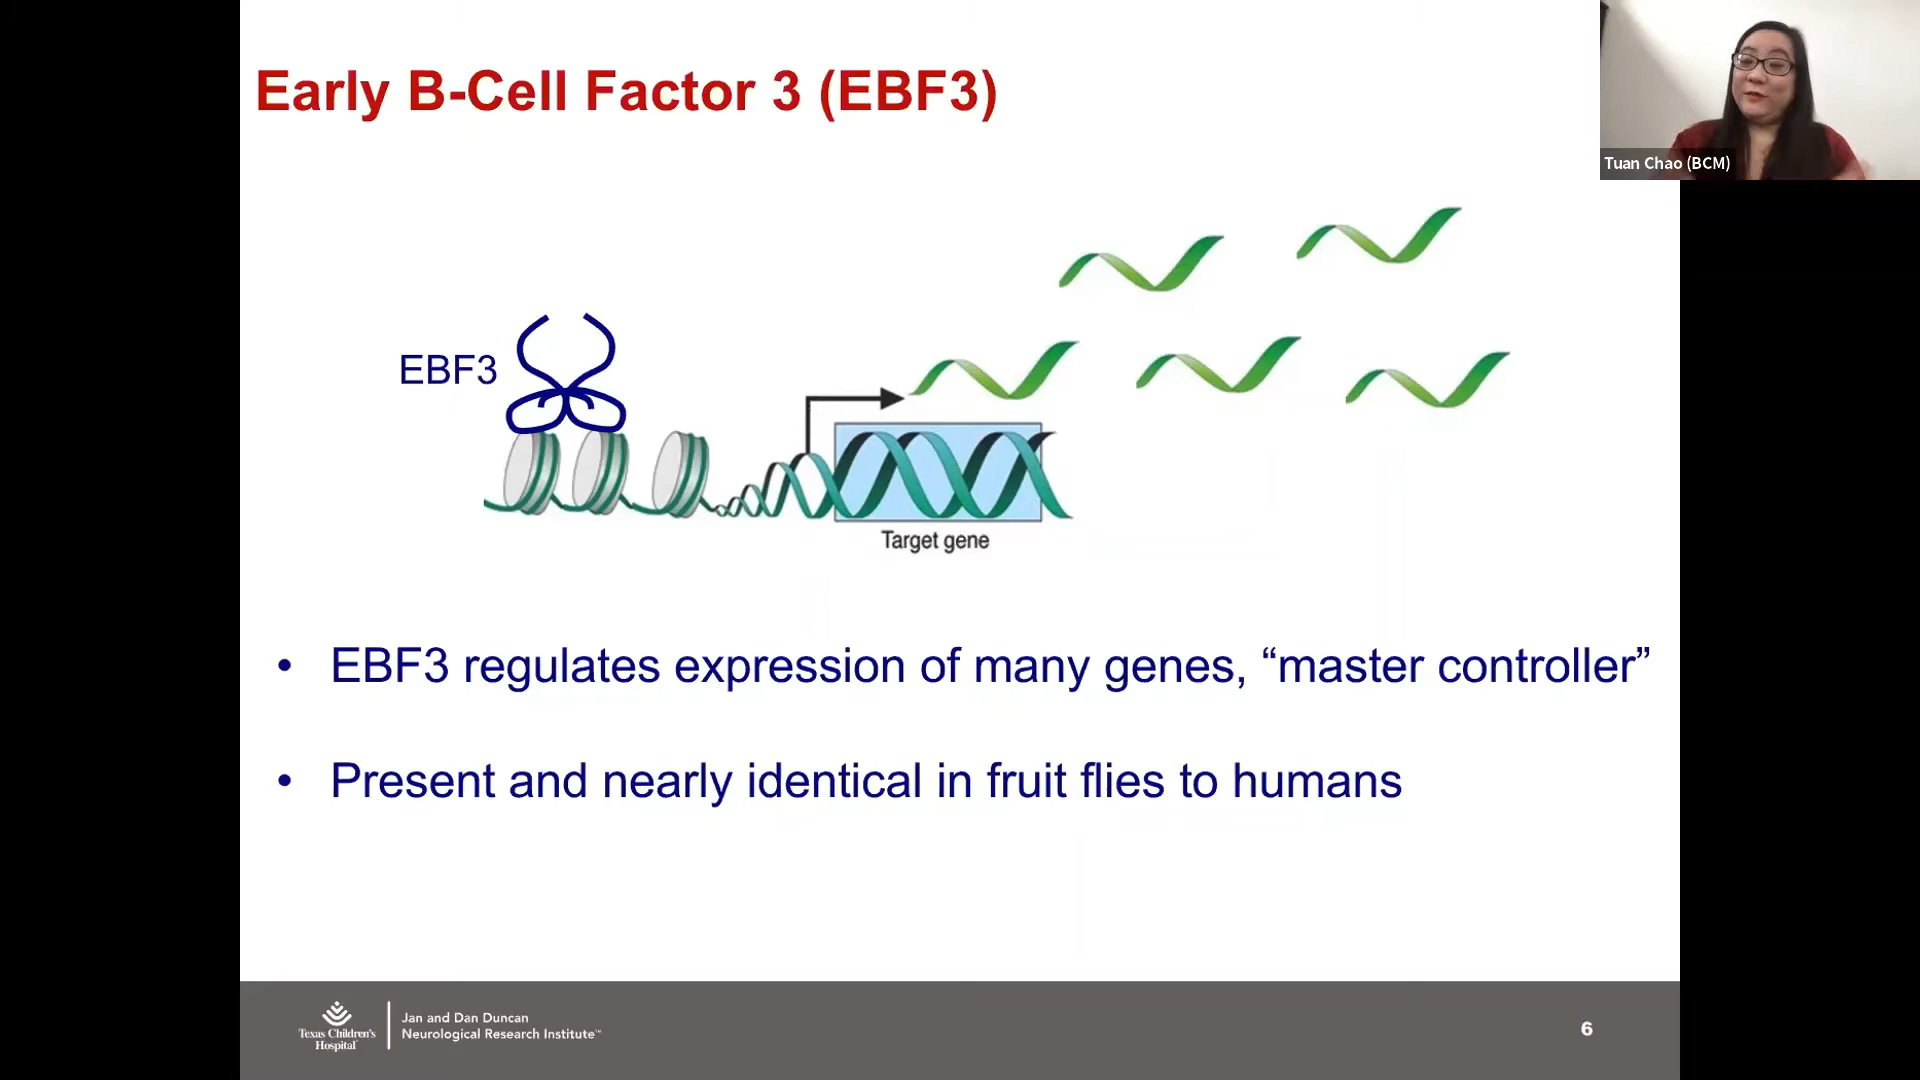 Early B-Cell Factor 3 (EBF3)
Tuan Chao (BCM)
EBF3
Target gene
• EBF3 regulates expression of many genes, “master controller”
• Present and nearly identical in fruit flies to humans
Texas Children's
Hospital
Jan and Dan Duncan
Neurological Research Institute™
6